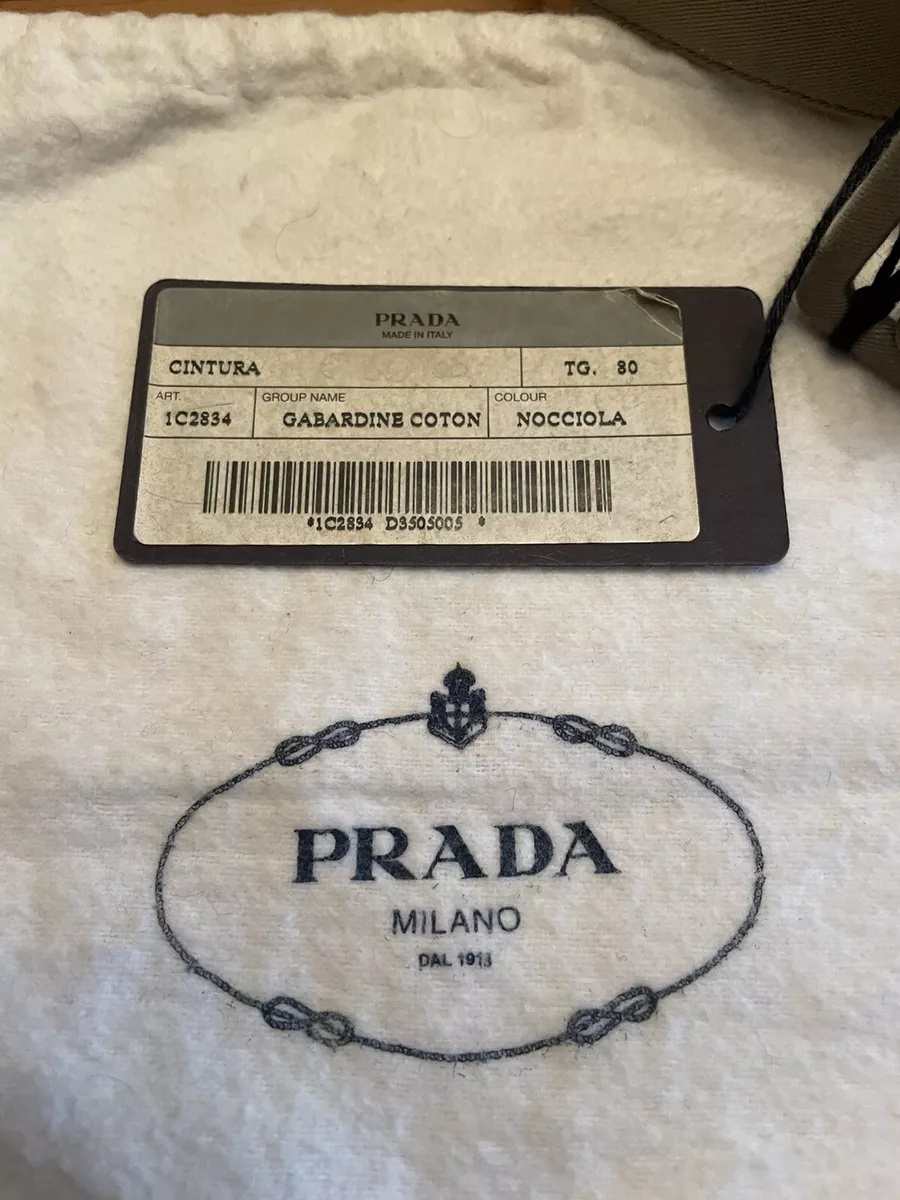 PRADA
MADE IN ITALY
CINTURA TG. 80
ART. GROUP NAME COLOUR
1C2834 GABARDINE COTON NOCCIOLA
*1C2834 D3505005 *
PRADA
MILANO
DAL 1913